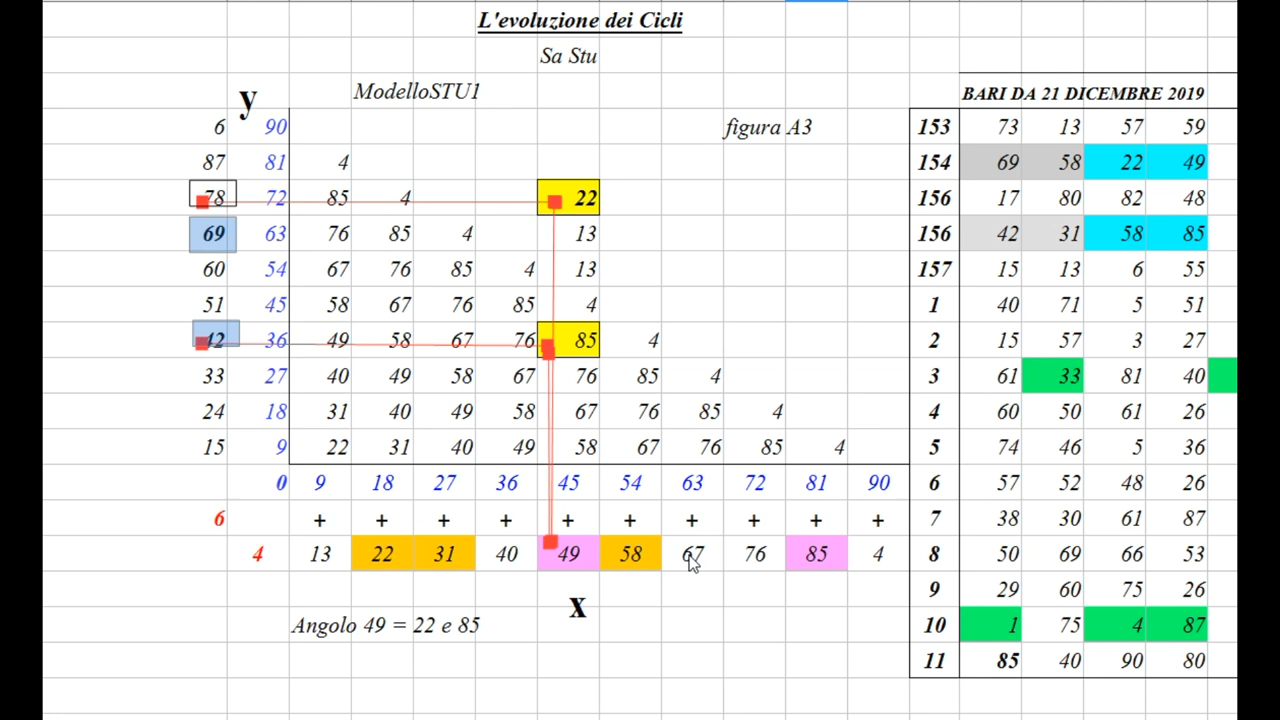 L'evoluzione dei Cicli
Sa Stu
ModelloSTU1
y
BARI DA 21 DICEMBRE 2019
6 90 figura A3 153 73 13 57 59
87 81 4 154 69 58 22 49
78 72 85 4 22 156 17 80 82 48
69 63 76 85 4 13 156 42 31 58 85
60 54 67 76 85 4 13 157 15 13 6 55
51 45 58 67 76 85 4 1 40 71 5 51
42 36 49 58 67 76 85 4 2 15 57 3 27
33 27 40 49 58 67 76 85 4 3 61 33 81 40
24 18 31 40 49 58 67 76 85 4 4 60 50 61 26
15 9 22 31 40 49 58 67 76 85 4 5 74 46 5 36
0 9 18 27 36 45 54 63 72 81 90 6 57 52 48 26
6 + + + + + + + + + + 7 38 30 61 87
4 13 22 31 40 49 58 67 76 85 4 8 50 69 66 53
x 9 29 60 75 26
Angolo 49 = 22 e 85 10 1 75 4 87
11 85 40 90 80